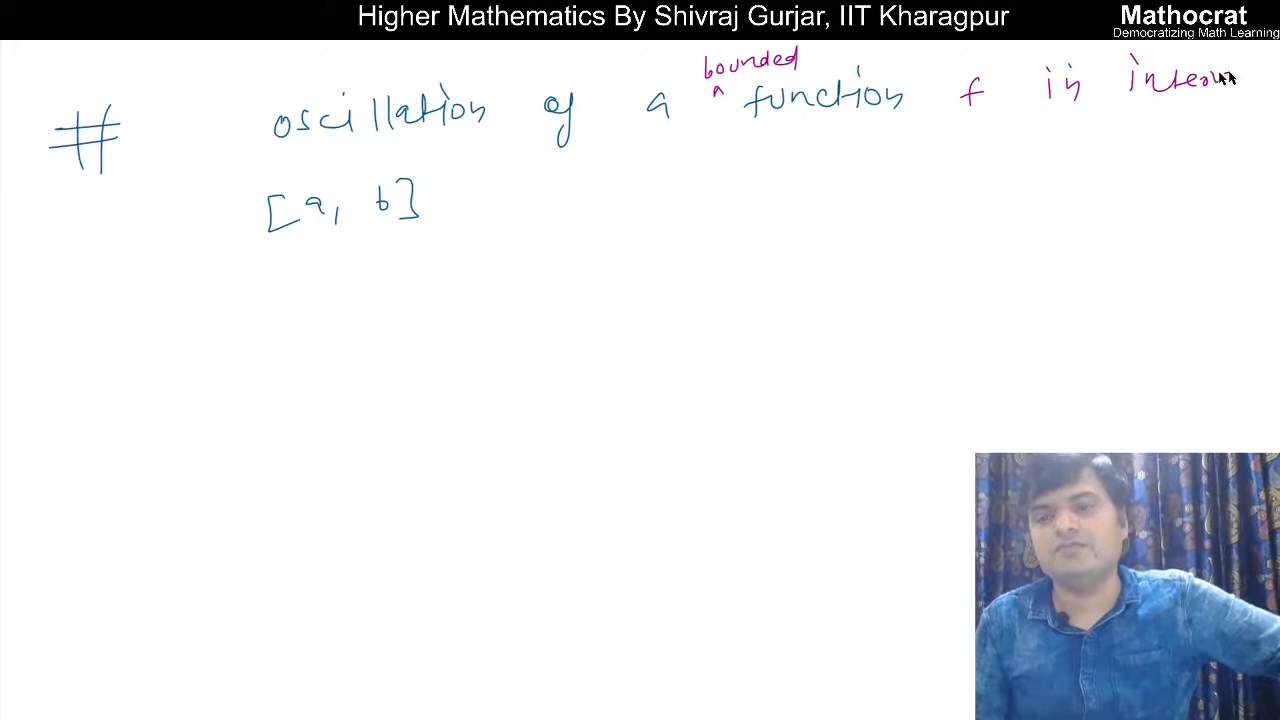 Higher Mathematics By Shivraj Gurjar, IIT Kharagpur
Mathocrat
Democratizing Math Learning
bounded
# oscillation of a ^ function f in
[a, b]